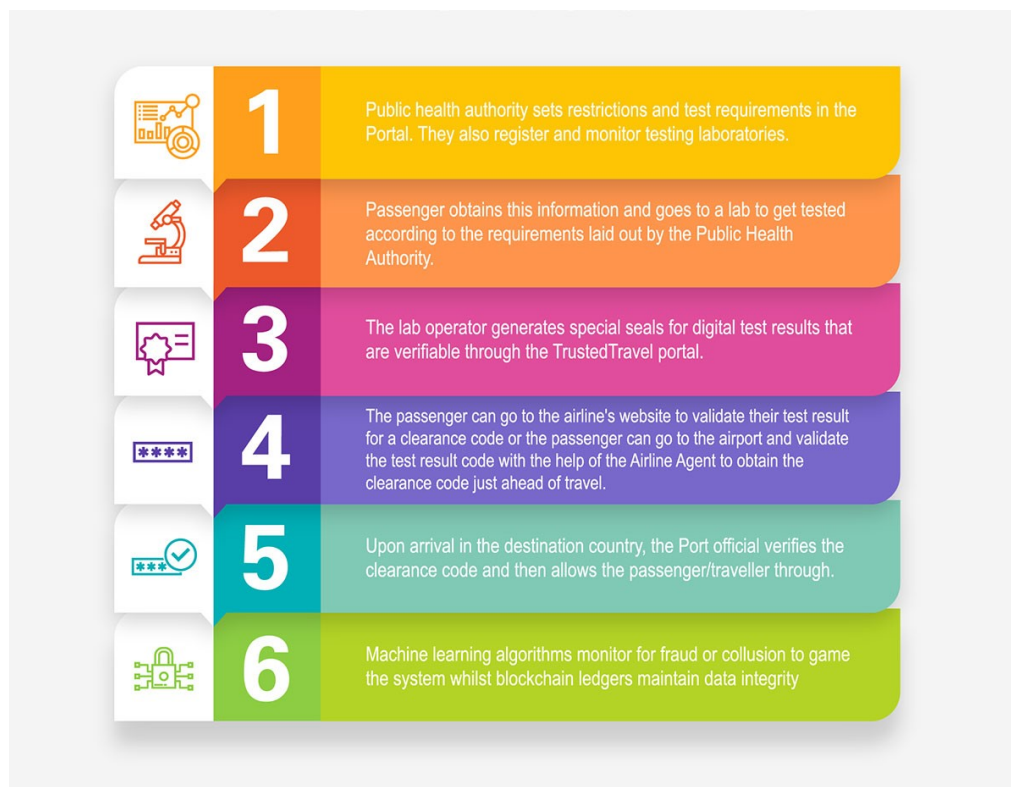 1
Public health authority sets restrictions and test requirements in the
Portal. They also register and monitor testing laboratories.
2
Passenger obtains this information and goes to a lab to get tested
according to the requirements laid out by the Public Health
Authority.
3
The lab operator generates special seals for digital test results that
are verifiable through the TrustedTravel portal.
****
4
The passenger can go to the airline's website to validate their test result
for a clearance code or the passenger can go to the airport and validate
the test result code with the help of the Airline Agent to obtain the
clearance code just ahead of travel.
***
5
Upon arrival in the destination country, the Port official verifies the
clearance code and then allows the passenger/traveller through.
6
Machine learning algorithms monitor for fraud or collusion to game
the system whilst blockchain ledgers maintain data integrity